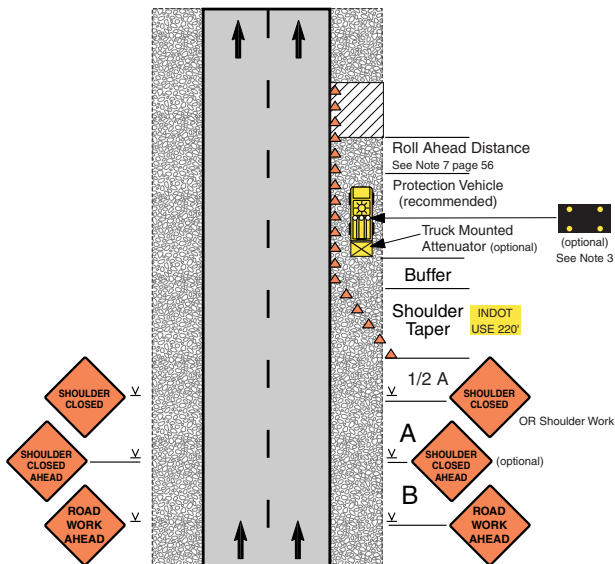 Roll Ahead Distance
See Note 7 page 56
Protection Vehicle
(recommended)
Truck Mounted
Attenuator (optional)
(optional)
See Note 3
Buffer
Shoulder
Taper
INDOT
USE 220'
1/2 A
SHOULDER
CLOSED
SHOULDER
CLOSED
OR Shoulder Work
A
SHOULDER
CLOSED
AHEAD
SHOULDER
CLOSED
AHEAD
(optional)
B
ROAD
WORK
AHEAD
ROAD
WORK
AHEAD